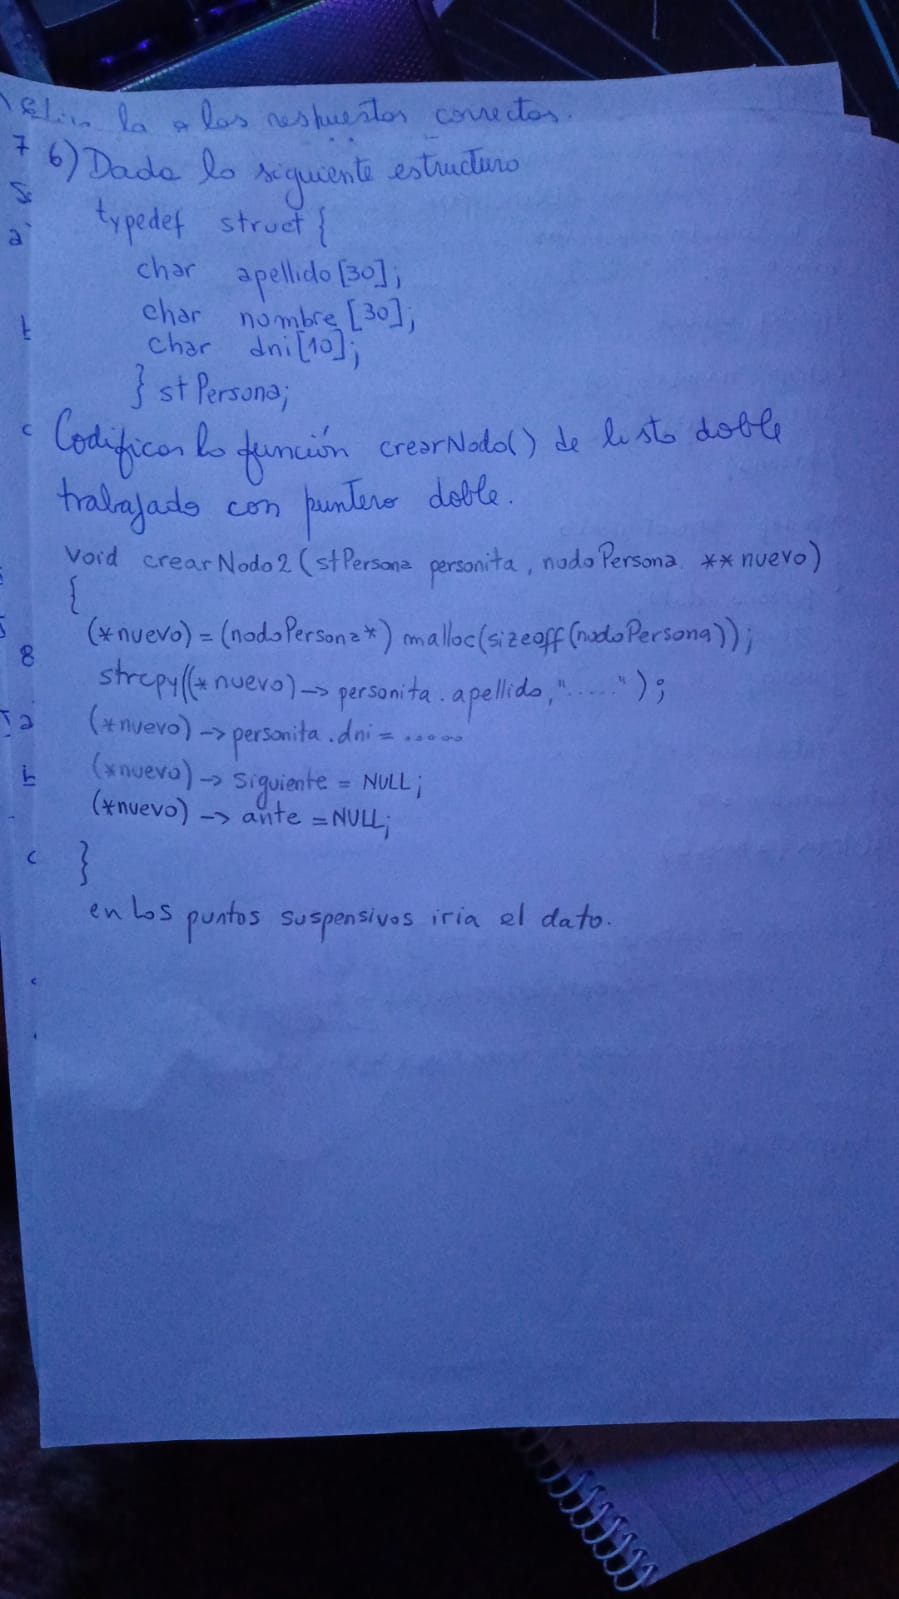 la o las respuestas correctas.
7
6) Dada la siguiente estructura
typedef struct {
a
char apellido [30];
char nombre [30];
char dni [10];
} stPersona;
c
Codificar la función crearNodo() de lista doble
trabajado con puntero doble.
void crearNodo2 (stPersona personita, nodoPersona **nuevo)
{
(*nuevo) = (nodoPersona*) malloc(sizeoff(nodoPersona));
8
strcpy((*nuevo)->personita.apellido,".....");
a
(*nuevo)->personita.dni = .....
b
(*nuevo)->siguiente = NULL;
(*nuevo)->ante = NULL;
c
}
en los puntos suspensivos iria el dato.